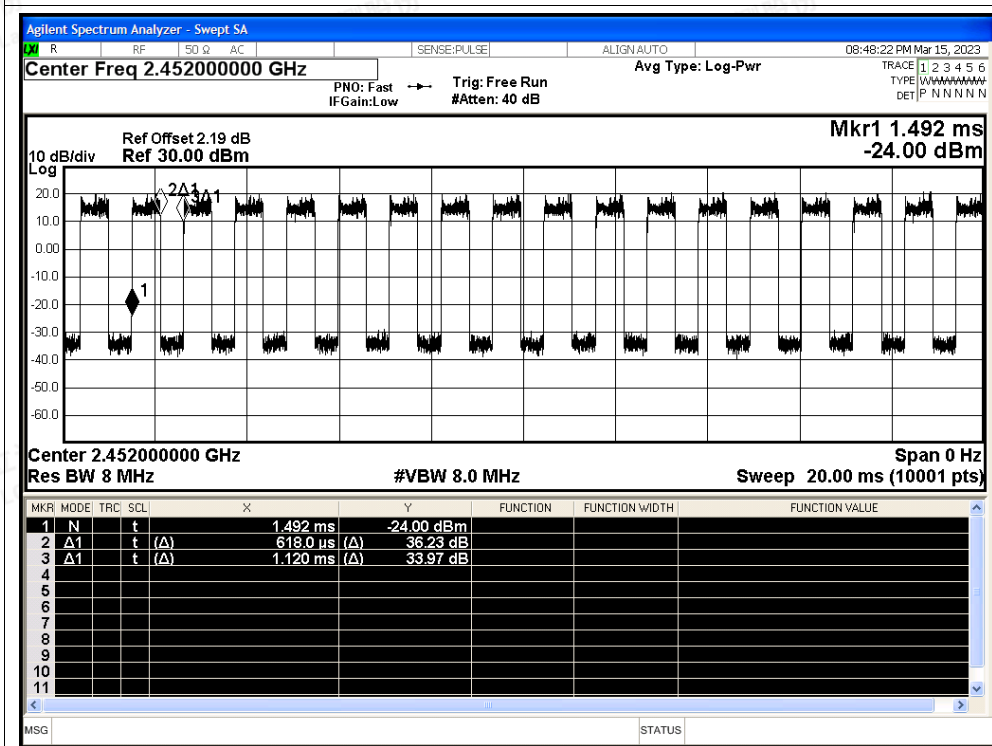 Agilent Spectrum Analyzer - Swept SA
LXI R RF 50 Ω AC SENSE:PULSE ALIGN AUTO 08:48:22 PM Mar 15, 2023
Center Freq 2.452000000 GHz Avg Type: Log-Pwr TRACE 1 2 3 4 5 6
PNO: Fast Trig: Free Run TYPE WWWWWW
IFGain:Low #Atten: 40 dB DET P N N N N N
Mkr1 1.492 ms
Ref Offset 2.19 dB
10 dB/div Ref 30.00 dBm -24.00 dBm
Log
20.0
10.0
0.00
-10.0
-20.0
-30.0
-40.0
-50.0
-60.0
2Δ1
3Δ1
1
Center 2.452000000 GHz Span 0 Hz
Res BW 8 MHz #VBW 8.0 MHz Sweep 20.00 ms (10001 pts)
MKR MODE TRC SCL X Y FUNCTION FUNCTION WIDTH FUNCTION VALUE
1 N t 1.492 ms -24.00 dBm
2 Δ1 t (Δ) 618.0 µs (Δ) 36.23 dB
3 Δ1 t (Δ) 1.120 ms (Δ) 33.97 dB
4
5
6
7
8
9
10
11
MSG STATUS